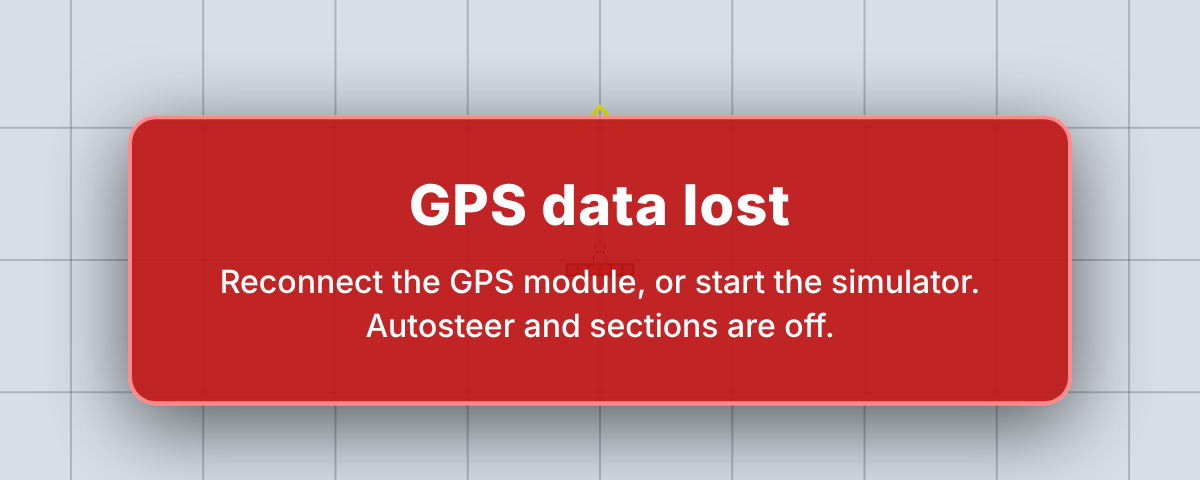 GPS data lost
Reconnect the GPS module, or start the simulator.
Autosteer and sections are off.